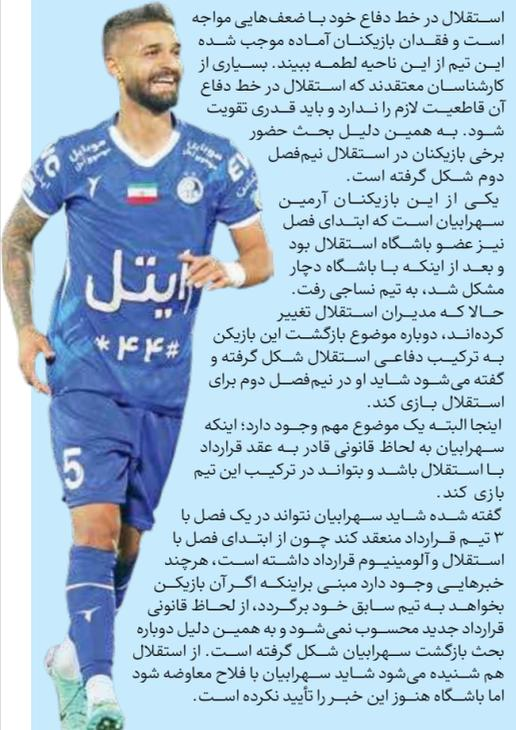 استقلال در خط دفاع خود با ضعف‌هایی مواجه
است و فقدان بازیکنان آماده موجب شده
این تیم از این ناحیه لطمه ببیند. بسیاری از
کارشناسان معتقدند که استقلال در خط دفاع
آن قاطعیت لازم را ندارد و باید قدری تقویت
شود. به همین دلیل بحث حضور
برخی بازیکنان در استقلال نیم‌فصل
دوم شکل گرفته است.
یکی از این بازیکنان آرمین
سهرابیان است که ابتدای فصل
نیز عضو باشگاه استقلال بود
و بعد از اینکه با باشگاه دچار
مشکل شد، به تیم نساجی رفت.
حالا که مدیران استقلال تغییر
کرده‌اند، دوباره موضوع بازگشت این بازیکن
به ترکیب دفاعی استقلال شکل گرفته و
گفته می‌شود شاید او در نیم‌فصل دوم برای
استقلال بازی کند.
اینجا البته یک موضوع مهم وجود دارد؛ اینکه
سهرابیان به لحاظ قانونی قادر به عقد قرارداد
با استقلال باشد و بتواند در ترکیب این تیم
بازی کند.
گفته شده شاید سهرابیان نتواند در یک فصل با
۳ تیم قرارداد منعقد کند چون از ابتدای فصل با
استقلال و آلومینیوم قرارداد داشته است، هرچند
خبرهایی وجود دارد مبنی براینکه اگر آن بازیکن
بخواهد به تیم سابق خود برگردد، از لحاظ قانونی
قرارداد جدید محسوب نمی‌شود و به همین دلیل دوباره
بحث بازگشت سهرابیان شکل گرفته است. از استقلال
هم شنیده می‌شود شاید سهرابیان با فلاح معاوضه شود
اما باشگاه هنوز این خبر را تأیید نکرده است.
موبایل
موبایل
رایتل
*۴۴#
5